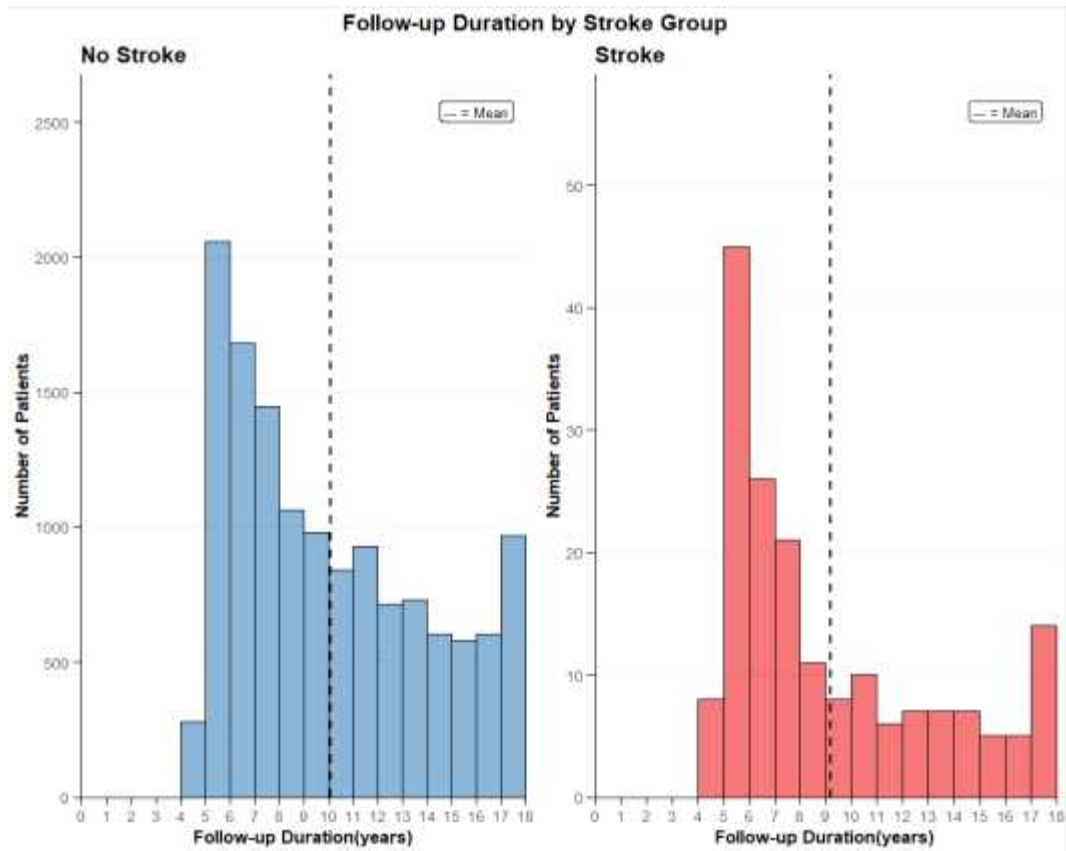 Follow-up Duration by Stroke Group
No Stroke
Stroke
--- = Mean
--- = Mean
Number of Patients
2500
2000
1500
1000
500
0
0 1 2 3 4 5 6 7 8 9 10 11 12 13 14 15 16 17 18
Follow-up Duration(years)
Number of Patients
50
40
30
20
10
0
0 1 2 3 4 5 6 7 8 9 10 11 12 13 14 15 16 17 18
Follow-up Duration(years)